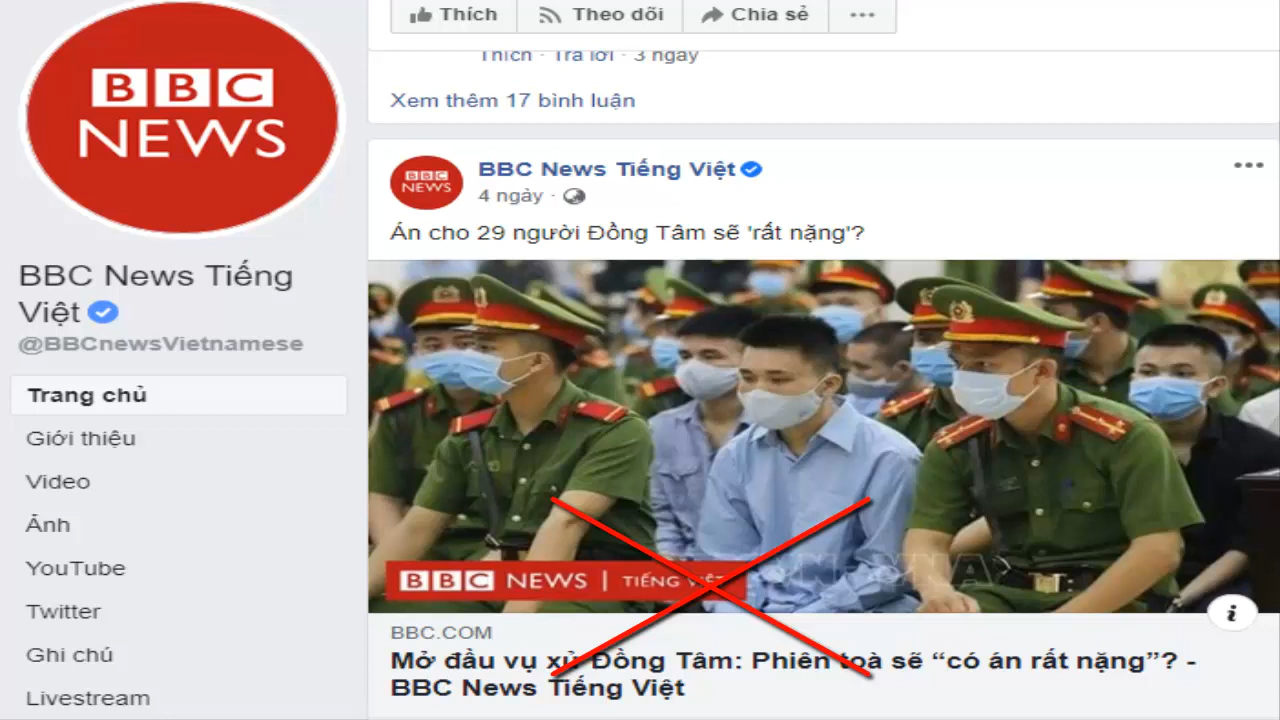 BBC
NEWS
BBC News Tiếng
Việt
@BBCnewsVietnamese
Trang chủ
Giới thiệu
Video
Ảnh
YouTube
Twitter
Ghi chú
Livestream
Thích
Theo dõi
Chia sẻ
Thích · Trả lời · 3 ngày
Xem thêm 17 bình luận
BBC
NEWS
BBC News Tiếng Việt
4 ngày ·
Án cho 29 người Đồng Tâm sẽ 'rất nặng'?
BBC NEWS | TIẾNG VIỆT
BBC.COM
Mở đầu vụ xử Đồng Tâm: Phiên toà sẽ “có án rất nặng”? -
BBC News Tiếng Việt